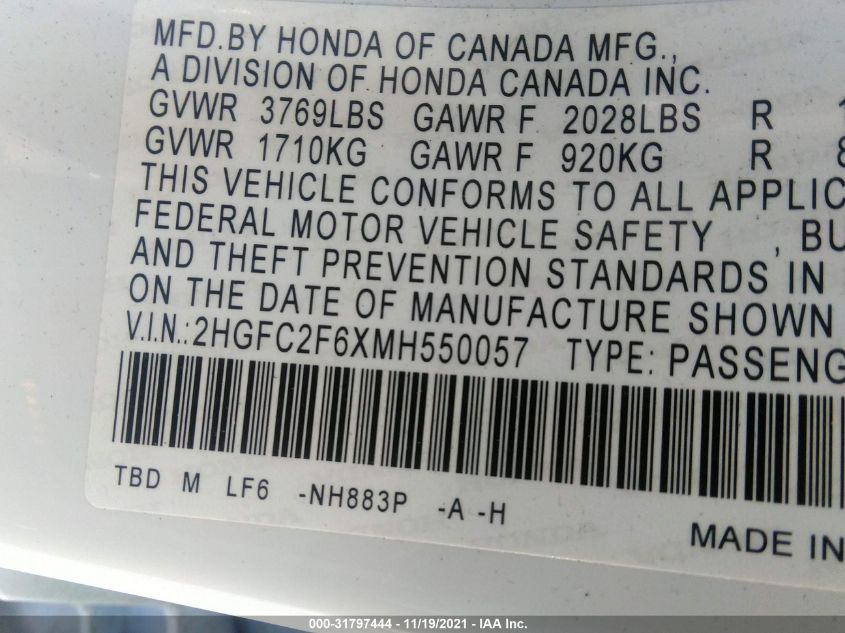 MFD.BY HONDA OF CANADA MFG.,
A DIVISION OF HONDA CANADA INC.
GVWR 3769LBS GAWR F 2028LBS R 1
GVWR 1710KG GAWR F 920KG R 8
THIS VEHICLE CONFORMS TO ALL APPLIC
FEDERAL MOTOR VEHICLE SAFETY , BU
AND THEFT PREVENTION STANDARDS IN
ON THE DATE OF MANUFACTURE SHOWN
V.I.N.:2HGFC2F6XMH550057 TYPE: PASSENG
TBD M LF6 -NH883P -A -H
MADE IN
000-31797444 - 11/19/2021 - IAA Inc.